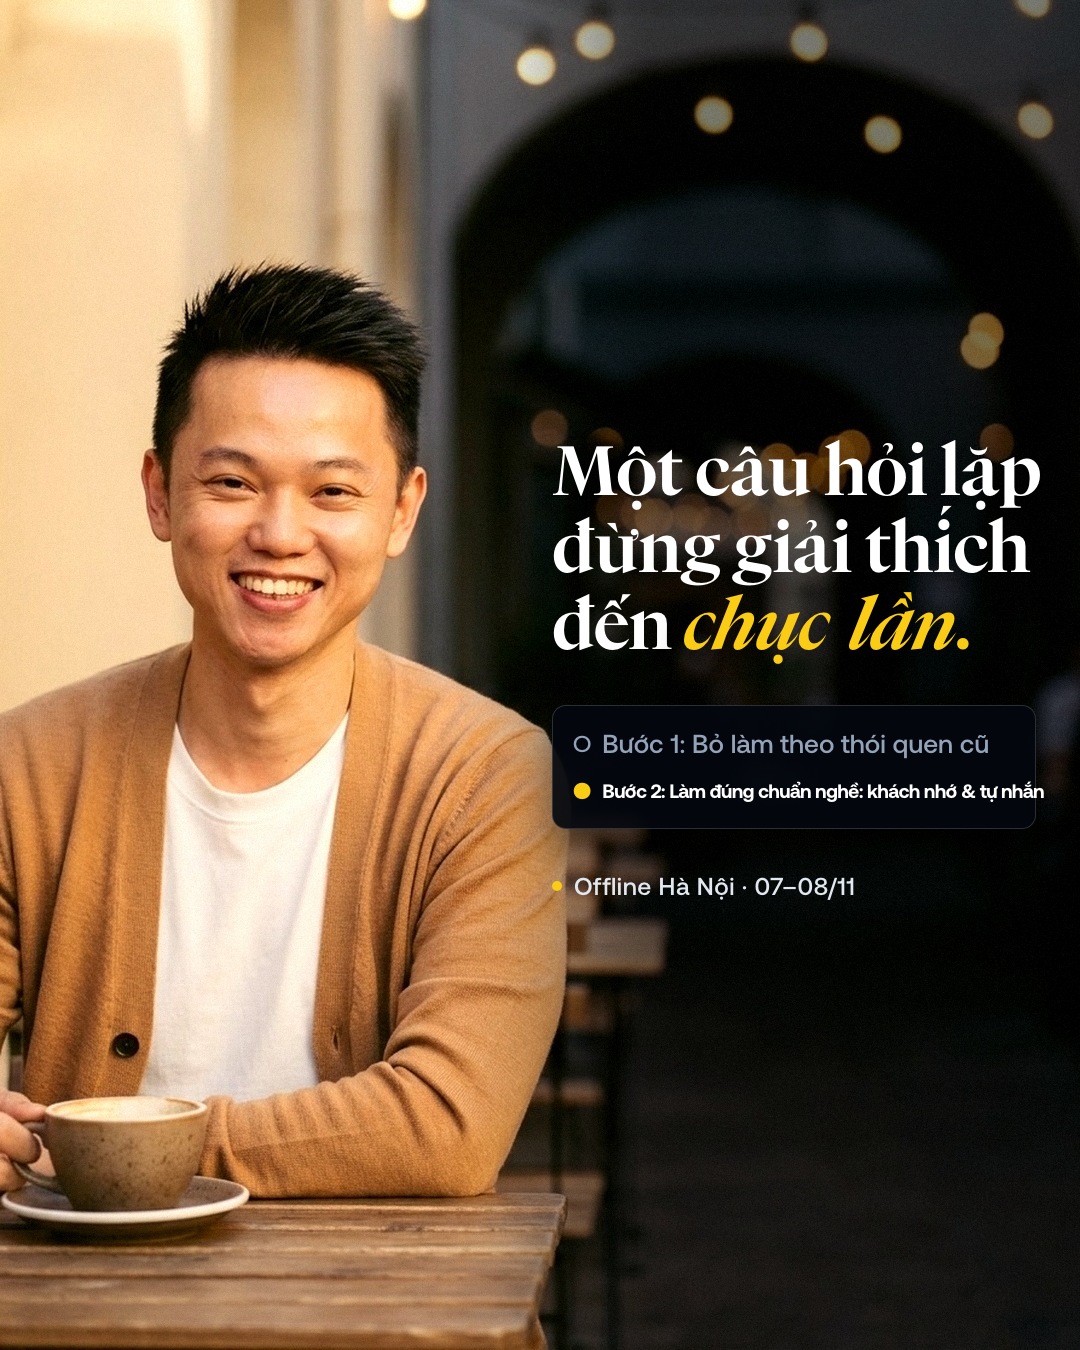 Một câu hỏi lặp
đừng giải thích
đến chục lần.
Bước 1: Bỏ làm theo thói quen cũ
Bước 2: Làm đúng chuẩn nghề: khách nhớ & tự nhắn
Offline Hà Nội · 07–08/11